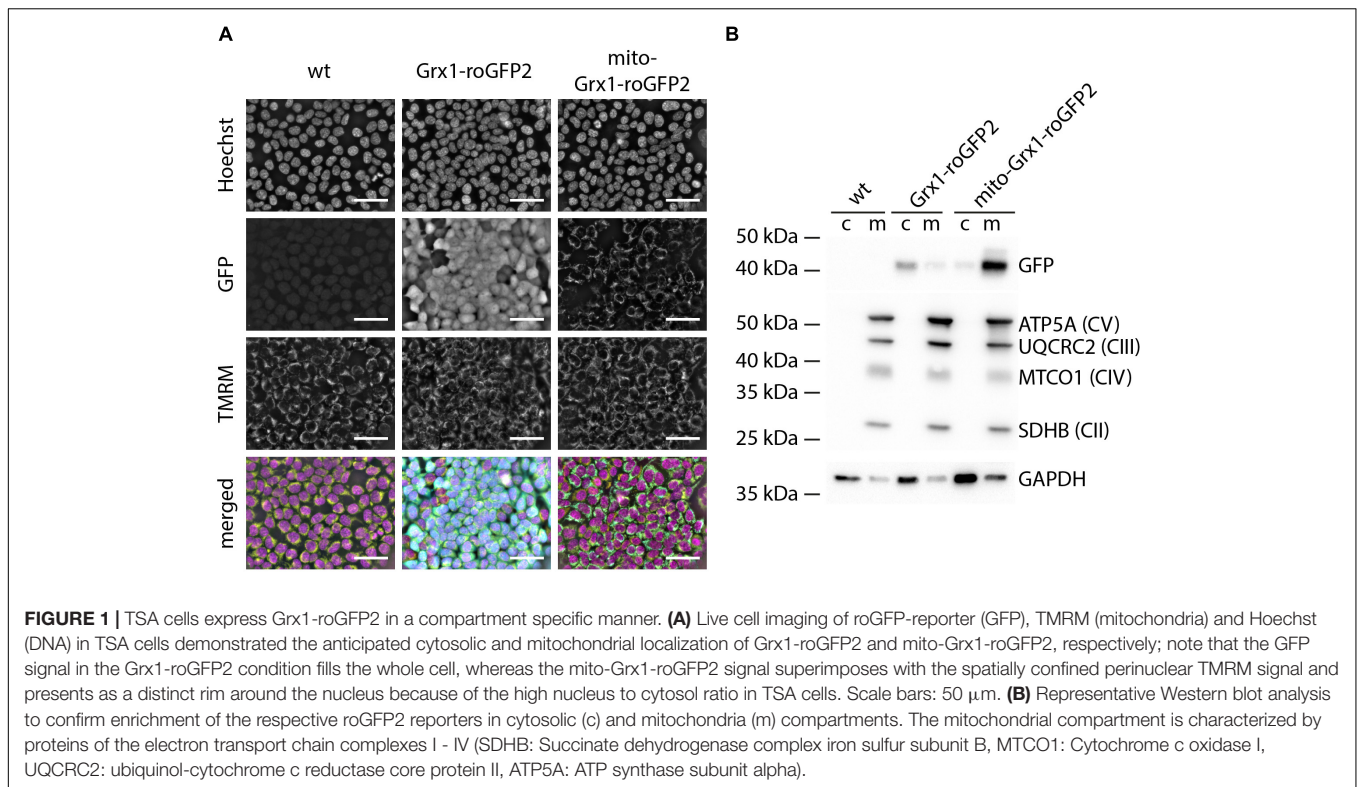 A
wt
Grx1-roGFP2
mito-
Grx1-roGFP2
Hoechst
GFP
TMRM
merged
B
wt
Grx1-roGFP2
mito-Grx1-roGFP2
c m c m c m
50 kDa —
40 kDa —
GFP
50 kDa —
40 kDa —
35 kDa —
25 kDa —
ATP5A (CV)
UQCRC2 (CIII)
MTCO1 (CIV)
SDHB (CII)
35 kDa —
GAPDH
FIGURE 1 | TSA cells express Grx1-roGFP2 in a compartment specific manner. (A) Live cell imaging of roGFP-reporter (GFP), TMRM (mitochondria) and Hoechst
(DNA) in TSA cells demonstrated the anticipated cytosolic and mitochondrial localization of Grx1-roGFP2 and mito-Grx1-roGFP2, respectively; note that the GFP
signal in the Grx1-roGFP2 condition fills the whole cell, whereas the mito-Grx1-roGFP2 signal superimposes with the spatially confined perinuclear TMRM signal and
presents as a distinct rim around the nucleus because of the high nucleus to cytosol ratio in TSA cells. Scale bars: 50 μm. (B) Representative Western blot analysis
to confirm enrichment of the respective roGFP2 reporters in cytosolic (c) and mitochondria (m) compartments. The mitochondrial compartment is characterized by
proteins of the electron transport chain complexes I - IV (SDHB: Succinate dehydrogenase complex iron sulfur subunit B, MTCO1: Cytochrome c oxidase I,
UQCRC2: ubiquinol-cytochrome c reductase core protein II, ATP5A: ATP synthase subunit alpha).